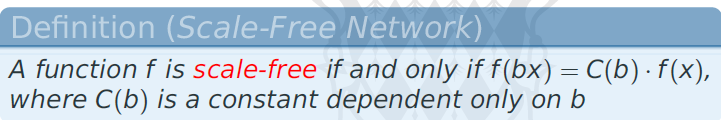 Definition (Scale-Free Network)
A function f is scale-free if and only if f(bx) = C(b) · f(x),
where C(b) is a constant dependent only on b